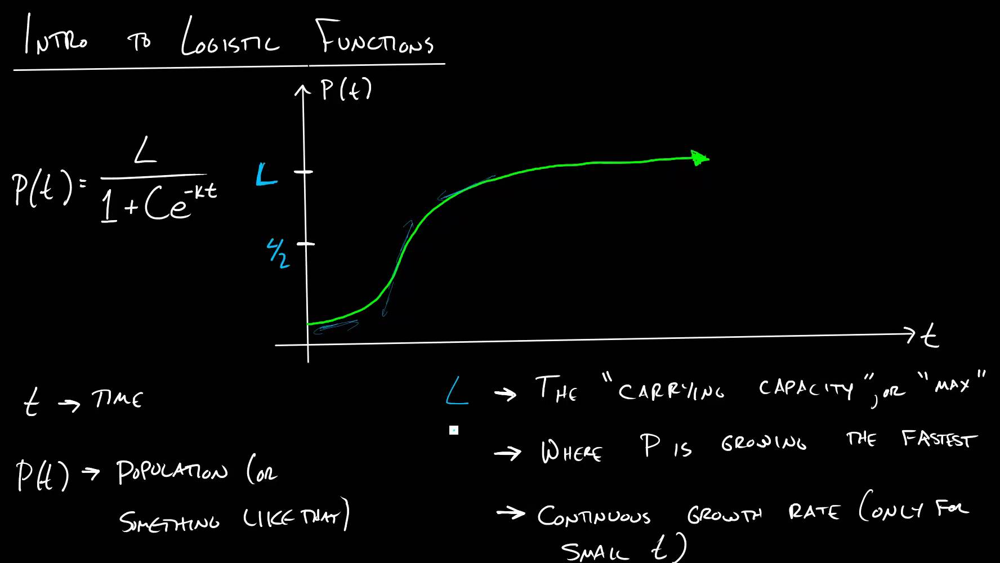 INTRO TO LOGISTIC FUNCTIONS
P(t)
P(t) = L / (1 + Ce^-kt)
L
L/2
t
t → TIME
P(t) → POPULATION (OR
SOMETHING LIKE THAT)
L → THE "CARRYING CAPACITY", OR "MAX"
→ WHERE P IS GROWING THE FASTEST
→ CONTINUOUS GROWTH RATE (ONLY FOR
SMALL t)